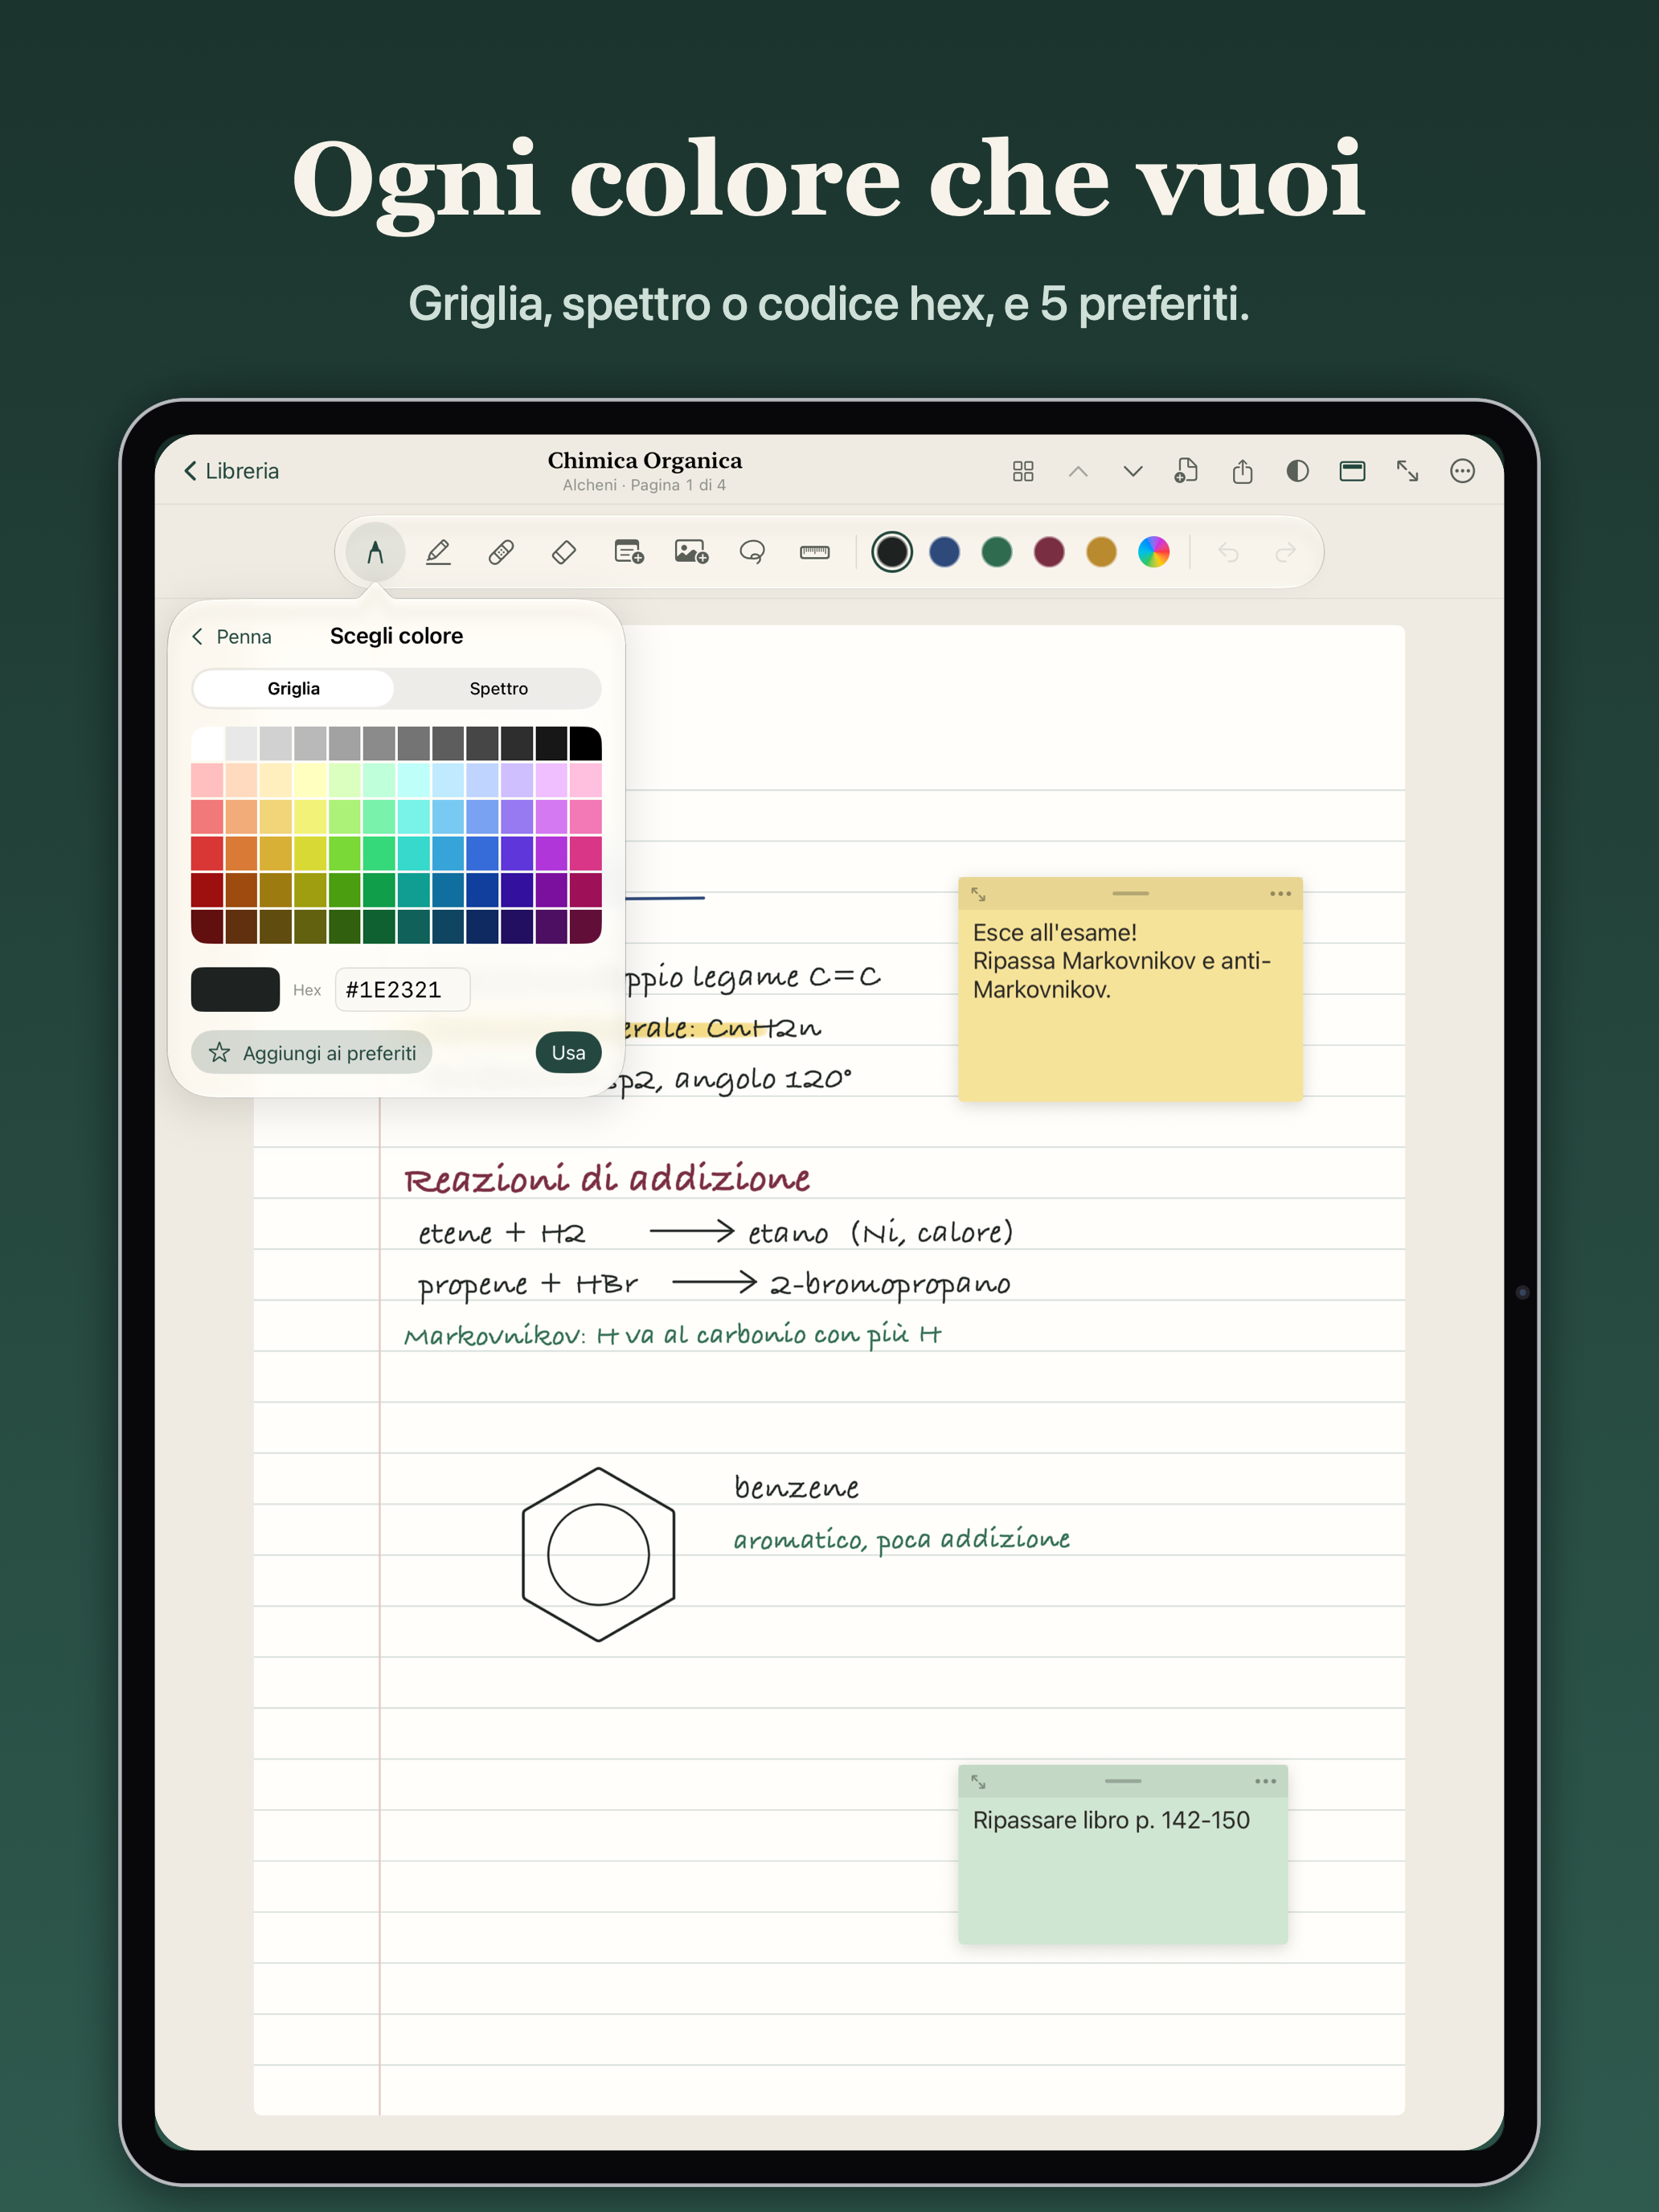 Ogni colore che vuoi
Griglia, spettro o codice hex, e 5 preferiti.
Libreria
Chimica Organica
Alcheni · Pagina 1 di 4
Penna
Scegli colore
Griglia
Spettro
Hex
#1E2321
Aggiungi ai preferiti
Usa
legame C=C
CnH2n
angolo 120°
Esce all'esame!
Ripassa Markovnikov e anti-
Markovnikov.
Reazioni di addizione
etene + H2 → etano (Ni, calore)
propene + HBr → 2-bromopropano
Markovnikov: H va al carbonio con più H
benzene
aromatico, poca addizione
Ripassare libro p. 142-150